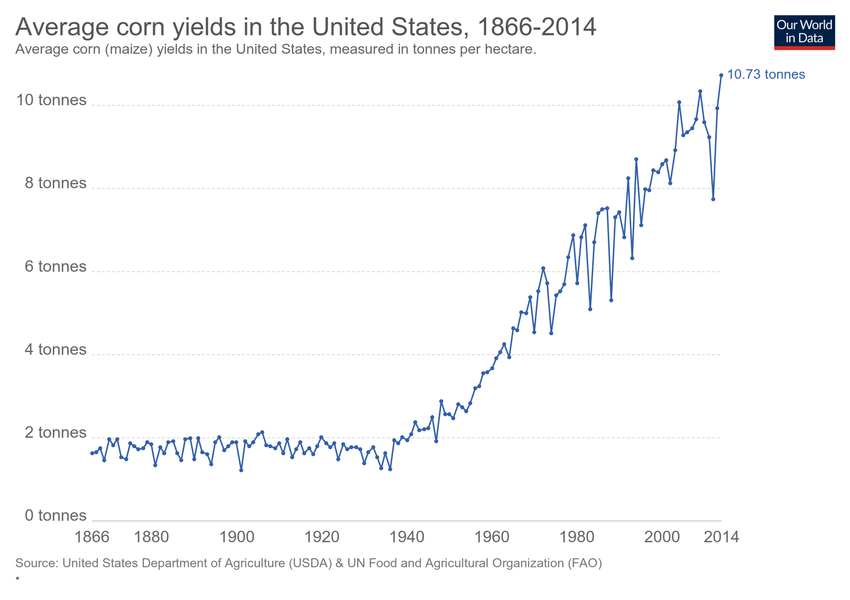 Average corn yields in the United States, 1866-2014
Average corn (maize) yields in the United States, measured in tonnes per hectare.
Our World
in Data
10.73 tonnes
10 tonnes
8 tonnes
6 tonnes
4 tonnes
2 tonnes
0 tonnes
1866 1880 1900 1920 1940 1960 1980 2000 2014
Source: United States Department of Agriculture (USDA) & UN Food and Agricultural Organization (FAO)
•